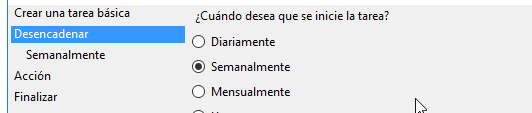 Crear una tarea básica
Desencadenar
Semanalmente
Acción
Finalizar
¿Cuándo desea que se inicie la tarea?
Diariamente
Semanalmente
Mensualmente